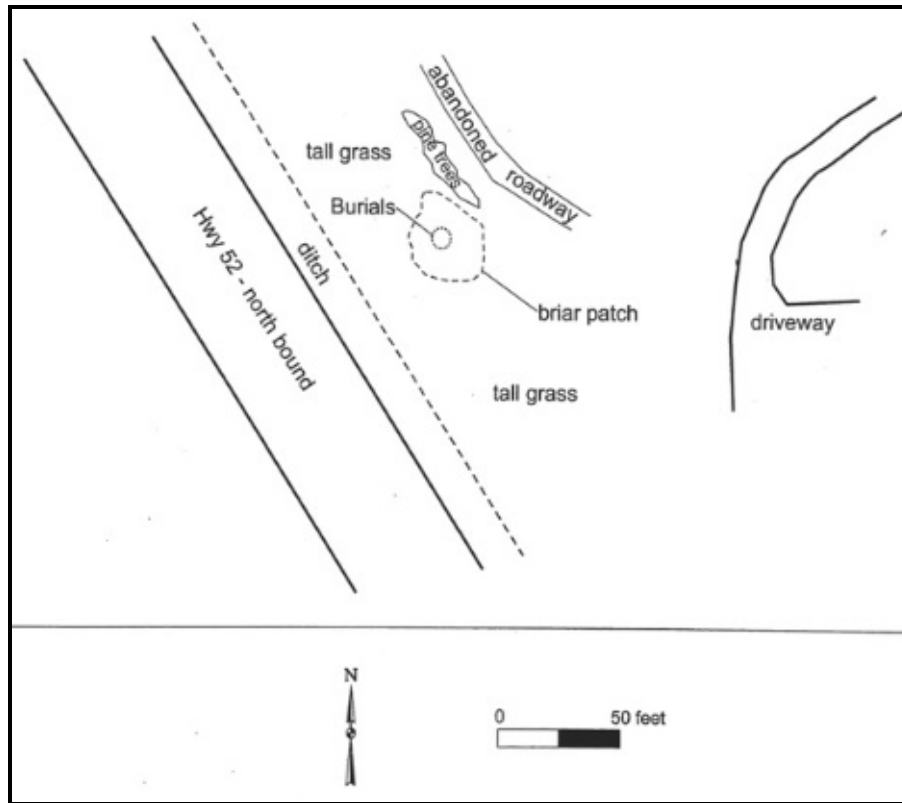 abandoned
roadway
pine trees
tall grass
Burials
ditch
Hwy 52 - north bound
briar patch
driveway
tall grass
N
0 50 feet